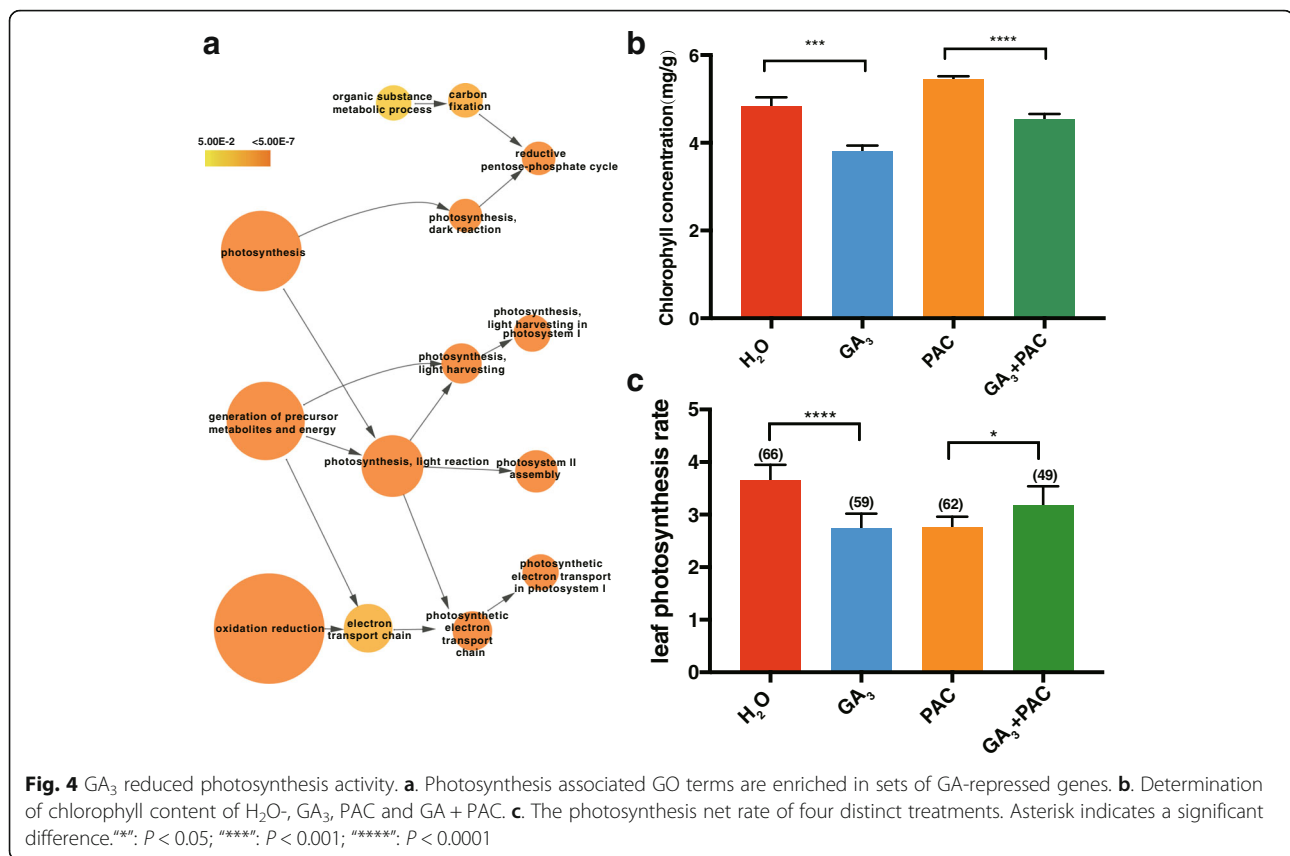 a
organic substance
metabolic process
carbon
fixation
5.00E-2 <5.00E-7
reductive
pentose-phosphate cycle
photosynthesis,
dark reaction
photosynthesis
photosynthesis,
light harvesting in
photosystem I
photosynthesis,
light harvesting
generation of precursor
metabolites and energy
photosynthesis, light reaction
photosystem II
assembly
photosynthetic
electron transport
in photosystem I
oxidation reduction
electron
transport chain
photosynthetic
electron
transport
chain
b
Chlorophyll concentration(mg/g)
6
4
2
0
***
****
H₂O
GA₃
PAC
GA₃+PAC
c
leaf photosynthesis rate
5
4
3
2
1
0
****
*
(66)
(59)
(62)
(49)
H₂O
GA₃
PAC
GA₃+PAC
Fig. 4 GA₃ reduced photosynthesis activity. a. Photosynthesis associated GO terms are enriched in sets of GA-repressed genes. b. Determination
of chlorophyll content of H₂O-, GA₃, PAC and GA + PAC. c. The photosynthesis net rate of four distinct treatments. Asterisk indicates a significant
difference.“*”: P < 0.05; “***”: P < 0.001; “****”: P < 0.0001